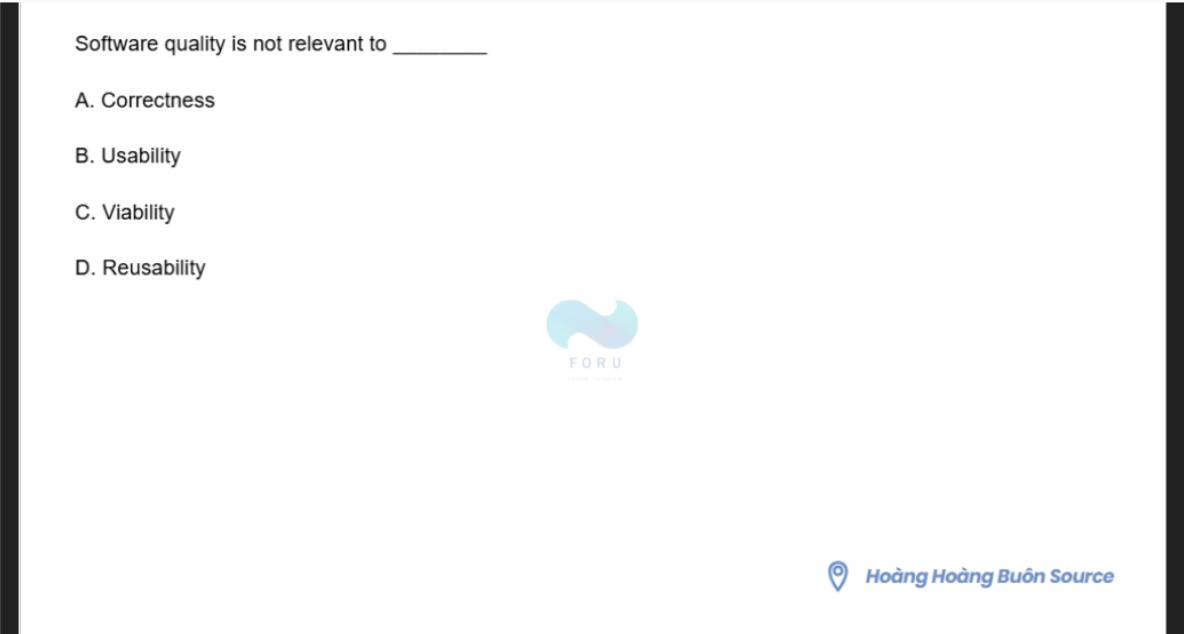 Software quality is not relevant to ________
A. Correctness
B. Usability
C. Viability
D. Reusability
FORU
Hoàng Hoàng Buôn Source